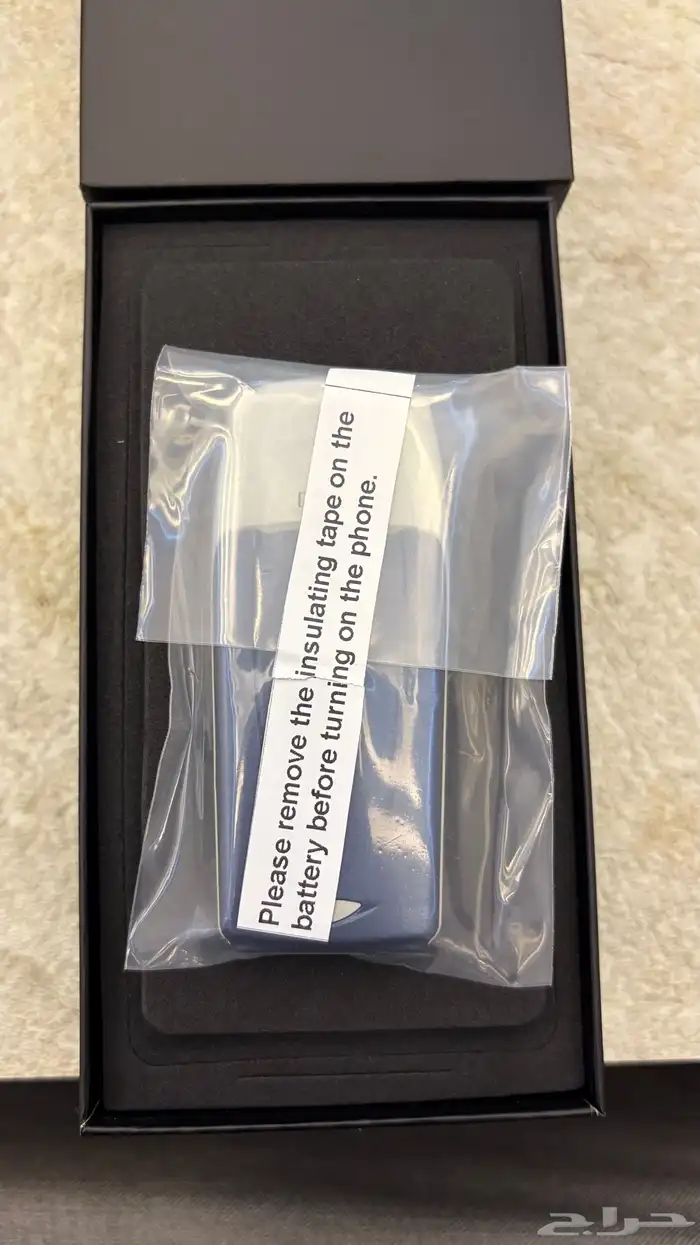 Please remove the insulating tape on the
battery before turning on the phone.
حراج